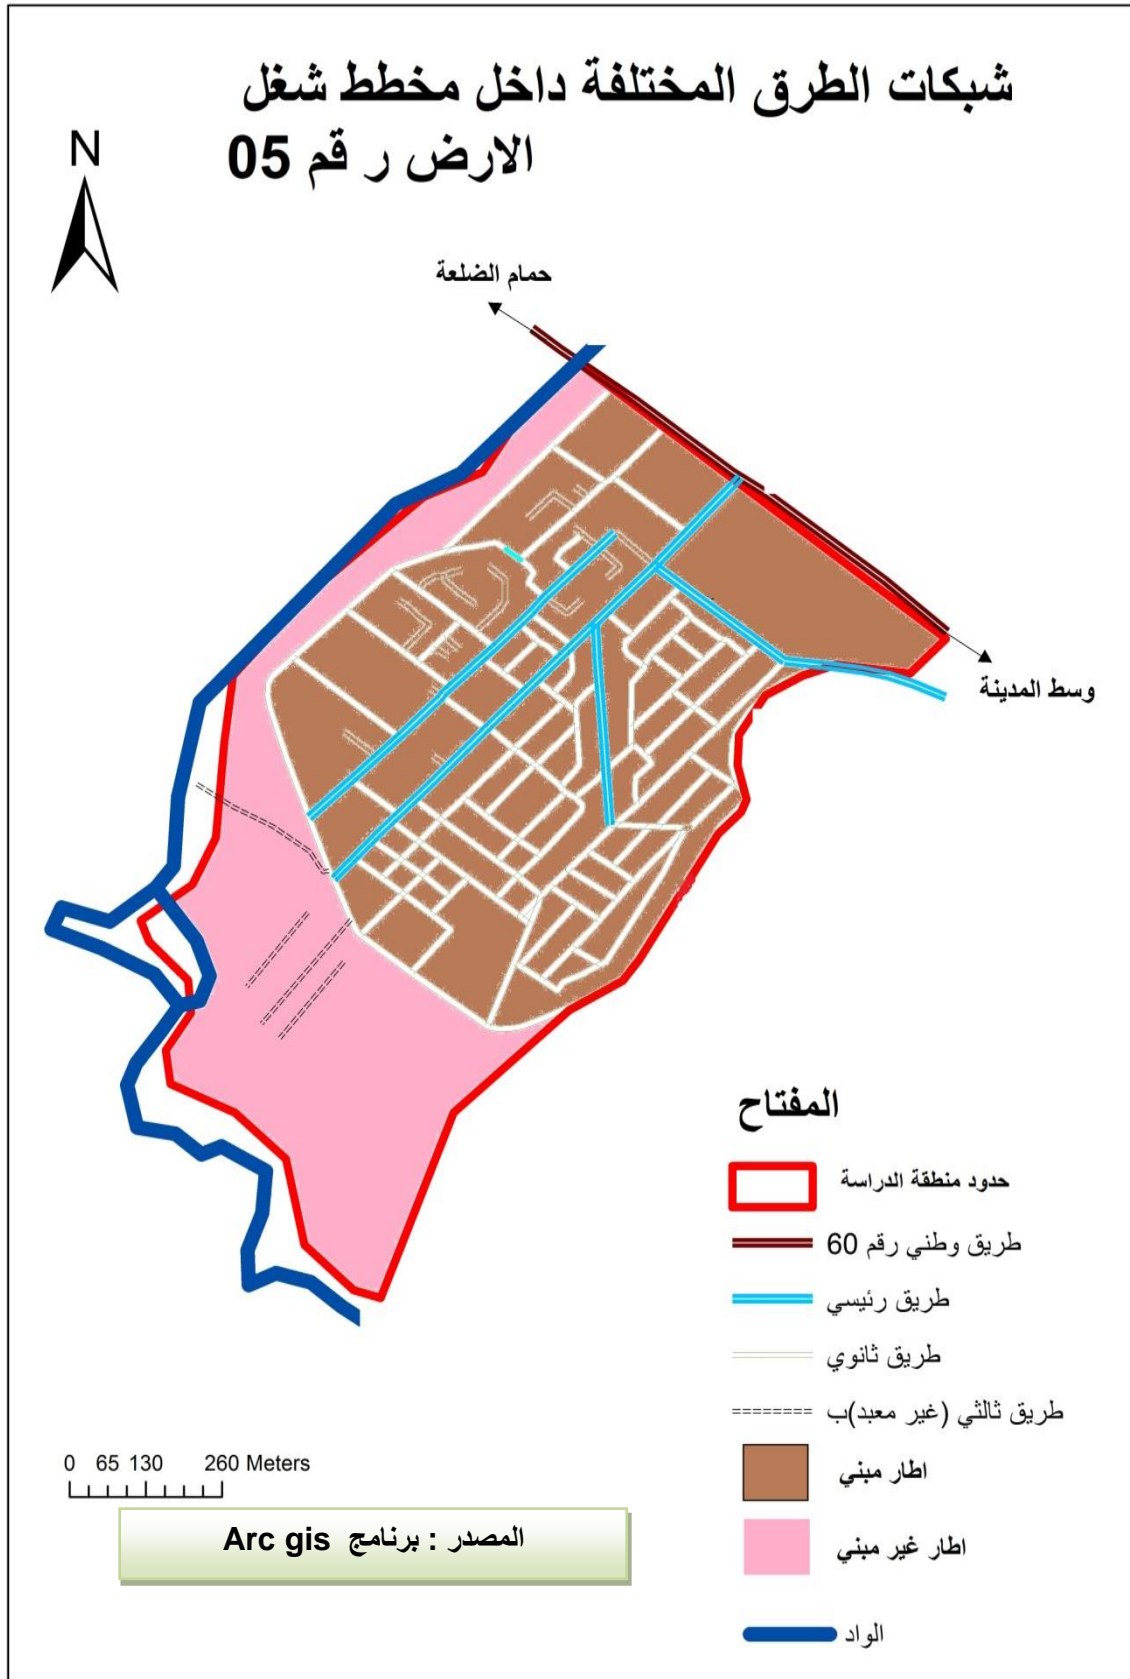 شبكات الطرق المختلفة داخل مخطط شغل
الارض ر قم 05
N
حمام الضلعة
وسط المدينة
المفتاح
حدود منطقة الدراسة
طريق وطني رقم 60
طريق رئيسي
طريق ثانوي
طريق ثالثي (غير معبد)ب
اطار مبني
اطار غير مبني
الواد
0 65 130 260 Meters
المصدر : برنامج Arc gis